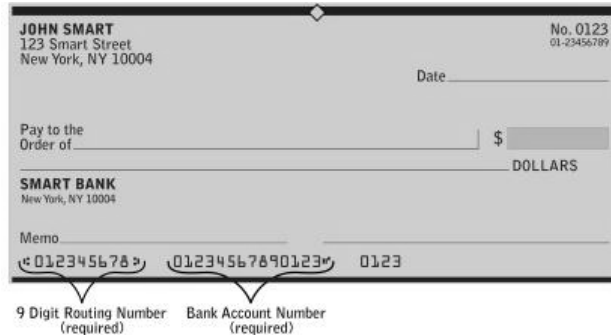 JOHN SMART
123 Smart Street
New York, NY 10004
No. 0123
01-23456789
Date
Pay to the
Order of
$
DOLLARS
SMART BANK
New York, NY 10004
Memo
⑆012345678⑆ 01234567890123⑈ 0123
9 Digit Routing Number
(required)
Bank Account Number
(required)